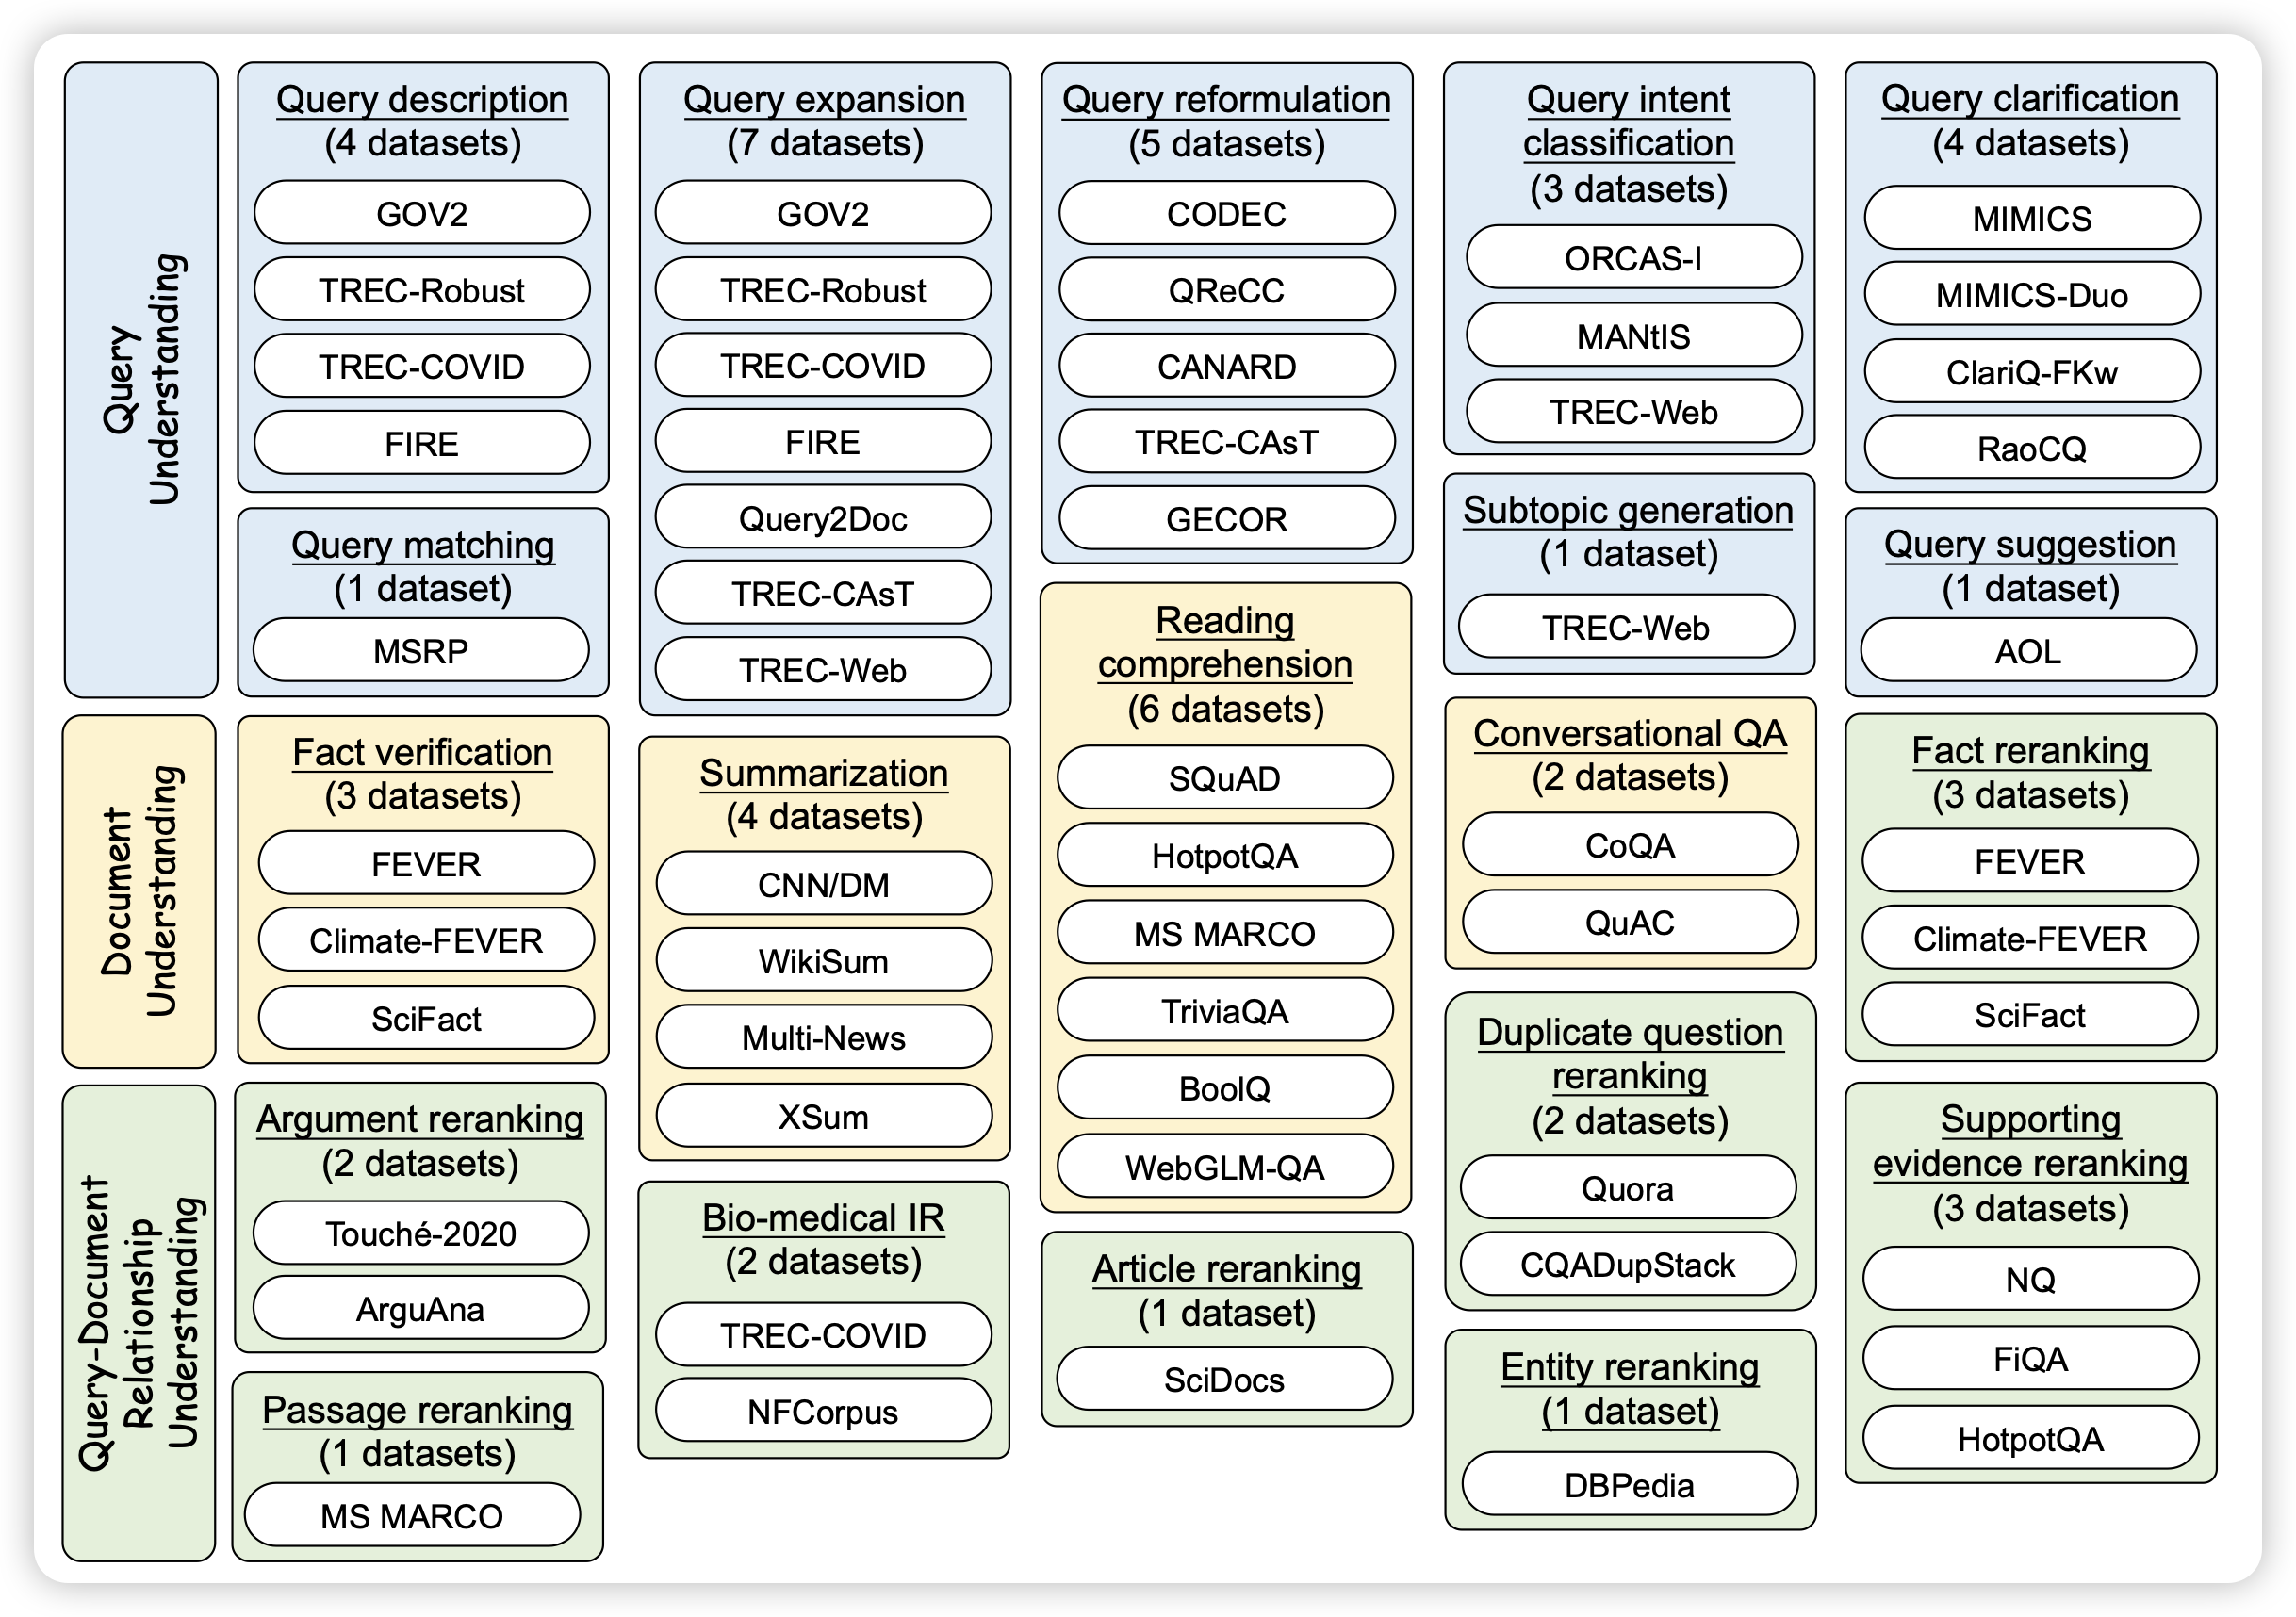 Query
Understanding
Query description
(4 datasets)
GOV2
TREC-Robust
TREC-COVID
FIRE
Query matching
(1 dataset)
MSRP
Query expansion
(7 datasets)
GOV2
TREC-Robust
TREC-COVID
FIRE
Query2Doc
TREC-CAsT
TREC-Web
Query reformulation
(5 datasets)
CODEC
QReCC
CANARD
TREC-CAsT
GECOR
Query intent
classification
(3 datasets)
ORCAS-I
MANtIS
TREC-Web
Subtopic generation
(1 dataset)
TREC-Web
Query clarification
(4 datasets)
MIMICS
MIMICS-Duo
ClariQ-FKw
RaoCQ
Query suggestion
(1 dataset)
AOL
Document
Understanding
Fact verification
(3 datasets)
FEVER
Climate-FEVER
SciFact
Summarization
(4 datasets)
CNN/DM
WikiSum
Multi-News
XSum
Reading
comprehension
(6 datasets)
SQuAD
HotpotQA
MS MARCO
TriviaQA
BoolQ
WebGLM-QA
Conversational QA
(2 datasets)
CoQA
QuAC
Query-Document
Relationship
Understanding
Argument reranking
(2 datasets)
Touché-2020
ArguAna
Passage reranking
(1 datasets)
MS MARCO
Bio-medical IR
(2 datasets)
TREC-COVID
NFCorpus
Article reranking
(1 dataset)
SciDocs
Duplicate question
reranking
(2 datasets)
Quora
CQADupStack
Entity reranking
(1 dataset)
DBPedia
Fact reranking
(3 datasets)
FEVER
Climate-FEVER
SciFact
Supporting
evidence reranking
(3 datasets)
NQ
FiQA
HotpotQA